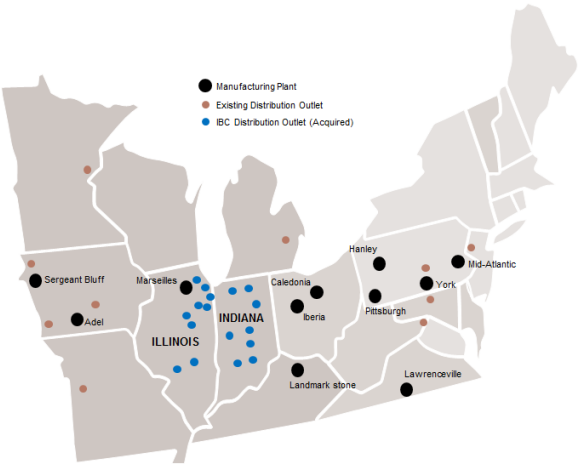 Manufacturing Plant
Existing Distribution Outlet
IBC Distribution Outlet (Acquired)
Hanley
Mid-Atlantic
Sergeant Bluff
Marseilles
Caledonia
York
Pittsburgh
Adel
INDIANA
Iberia
ILLINOIS
Landmark stone
Lawrenceville